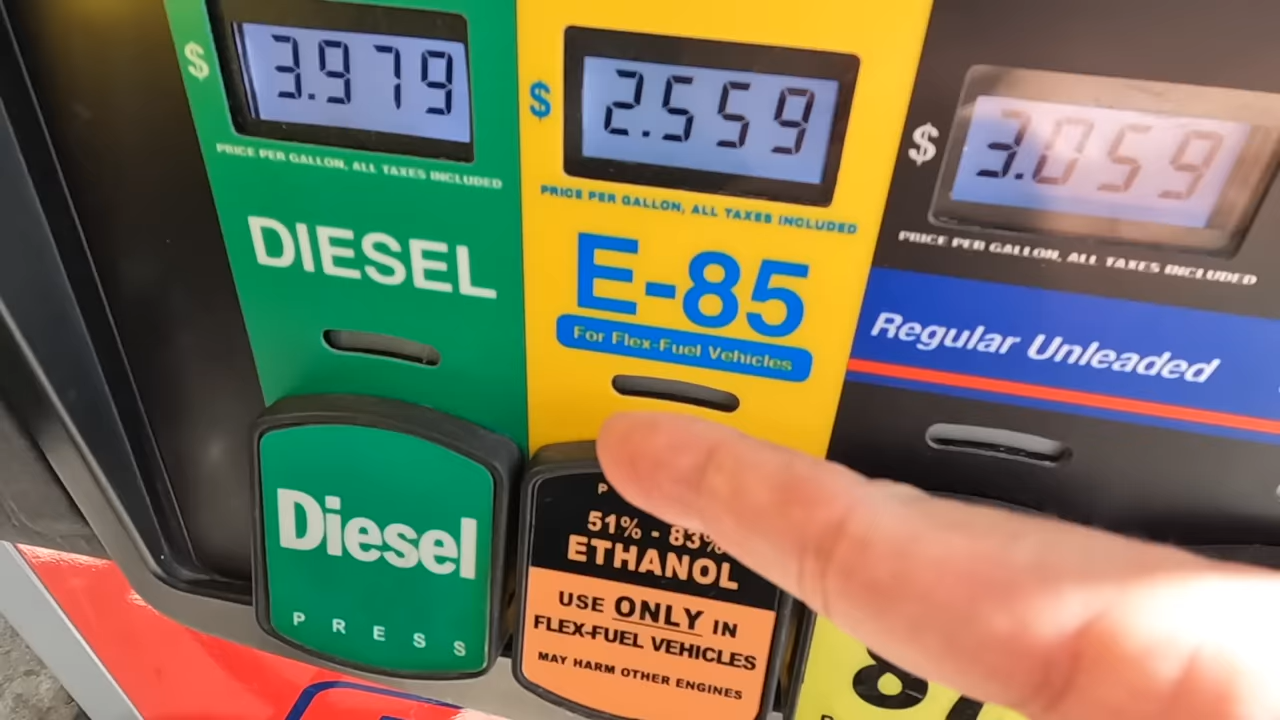 $ 3.979
PRICE PER GALLON, ALL TAXES INCLUDED
DIESEL
Diesel
PRESS
$ 2.559
PRICE PER GALLON, ALL TAXES INCLUDED
E-85
For Flex-Fuel Vehicles
P
51% - 83%
ETHANOL
USE ONLY IN
FLEX-FUEL VEHICLES
MAY HARM OTHER ENGINES
$ 3.059
PRICE PER GALLON, ALL TAXES INCLUDED
Regular Unleaded